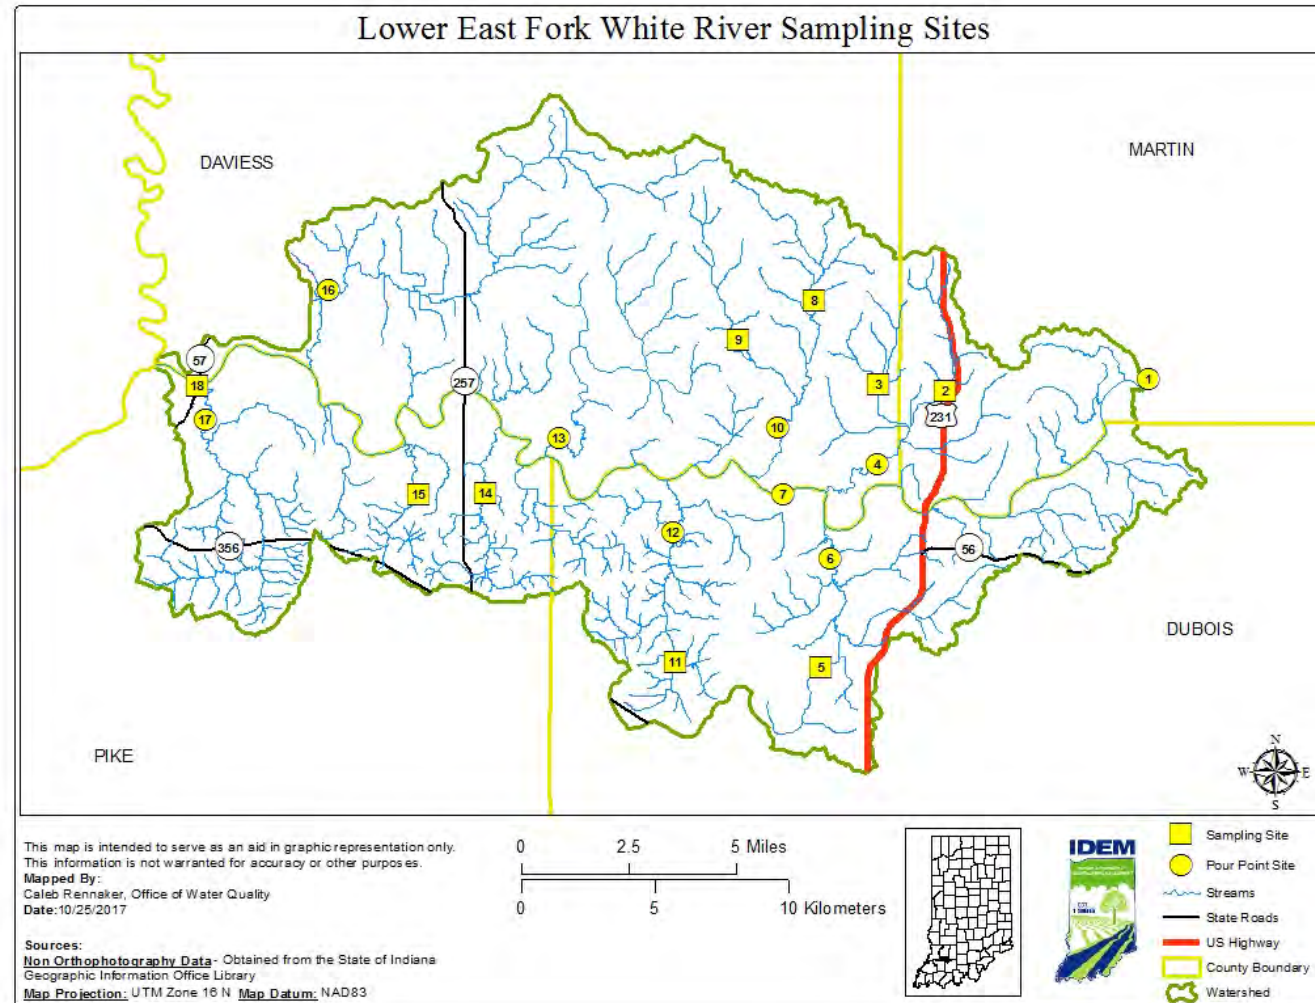 Lower East Fork White River Sampling Sites
DAVIESS
MARTIN
16
8
9
57
18
257
3
2
1
231
17
13
10
4
15
14
7
12
6
356
56
DUBOIS
11
5
PIKE
N
W E
S
This map is intended to serve as an aid in graphic representation only.
This information is not warranted for accuracy or other purposes.
Mapped By:
Caleb Rennaker, Office of Water Quality
Date:10/25/2017
Sources:
Non Orthophotography Data - Obtained from the State of Indiana
Geographic Information Office Library
Map Projection: UTM Zone 16 N Map Datum: NAD83
0 2.5 5 Miles
0 5 10 Kilometers
IDEM
Sampling Site
Pour Point Site
Streams
State Roads
US Highway
County Boundary
Watershed